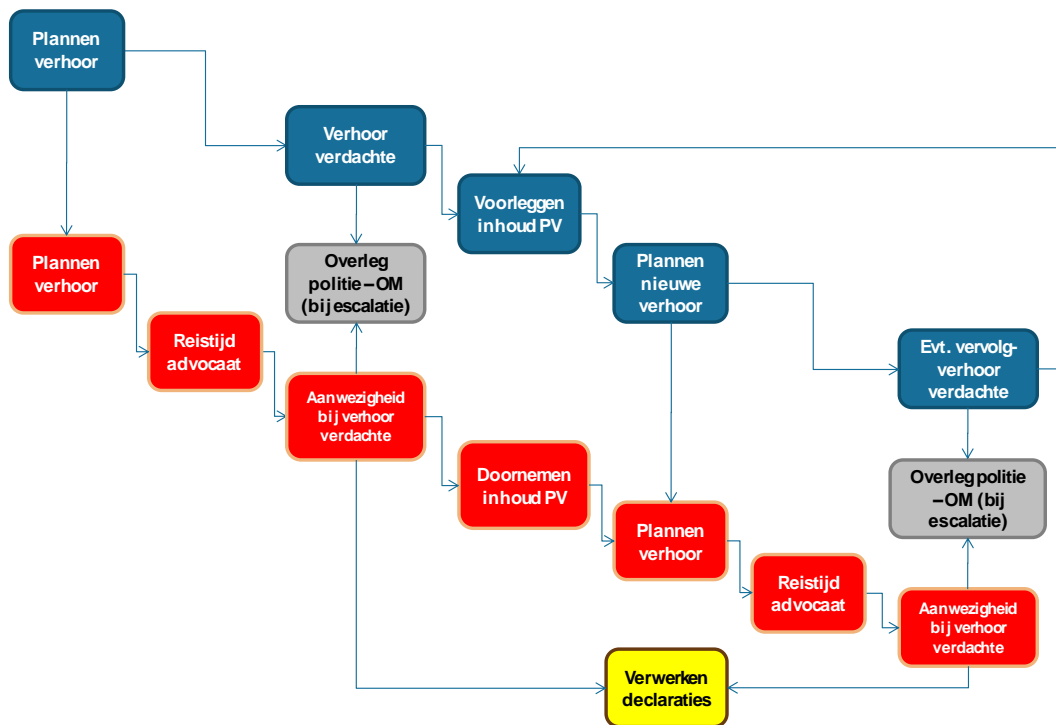 Plannen
verhoor
Verhoor
verdachte
Voorleggen
inhoud PV
Plannen
verhoor
Overleg
politie – OM
(bij escalatie)
Plannen
nieuwe
verhoor
Reistijd
advocaat
Evt. vervolg-
verhoor
verdachte
Aanwezigheid
bij verhoor
verdachte
Doornemen
inhoud PV
Overleg politie
– OM (bij
escalatie)
Plannen
verhoor
Reistijd
advocaat
Aanwezigheid
bij verhoor
verdachte
Verwerken
declaraties